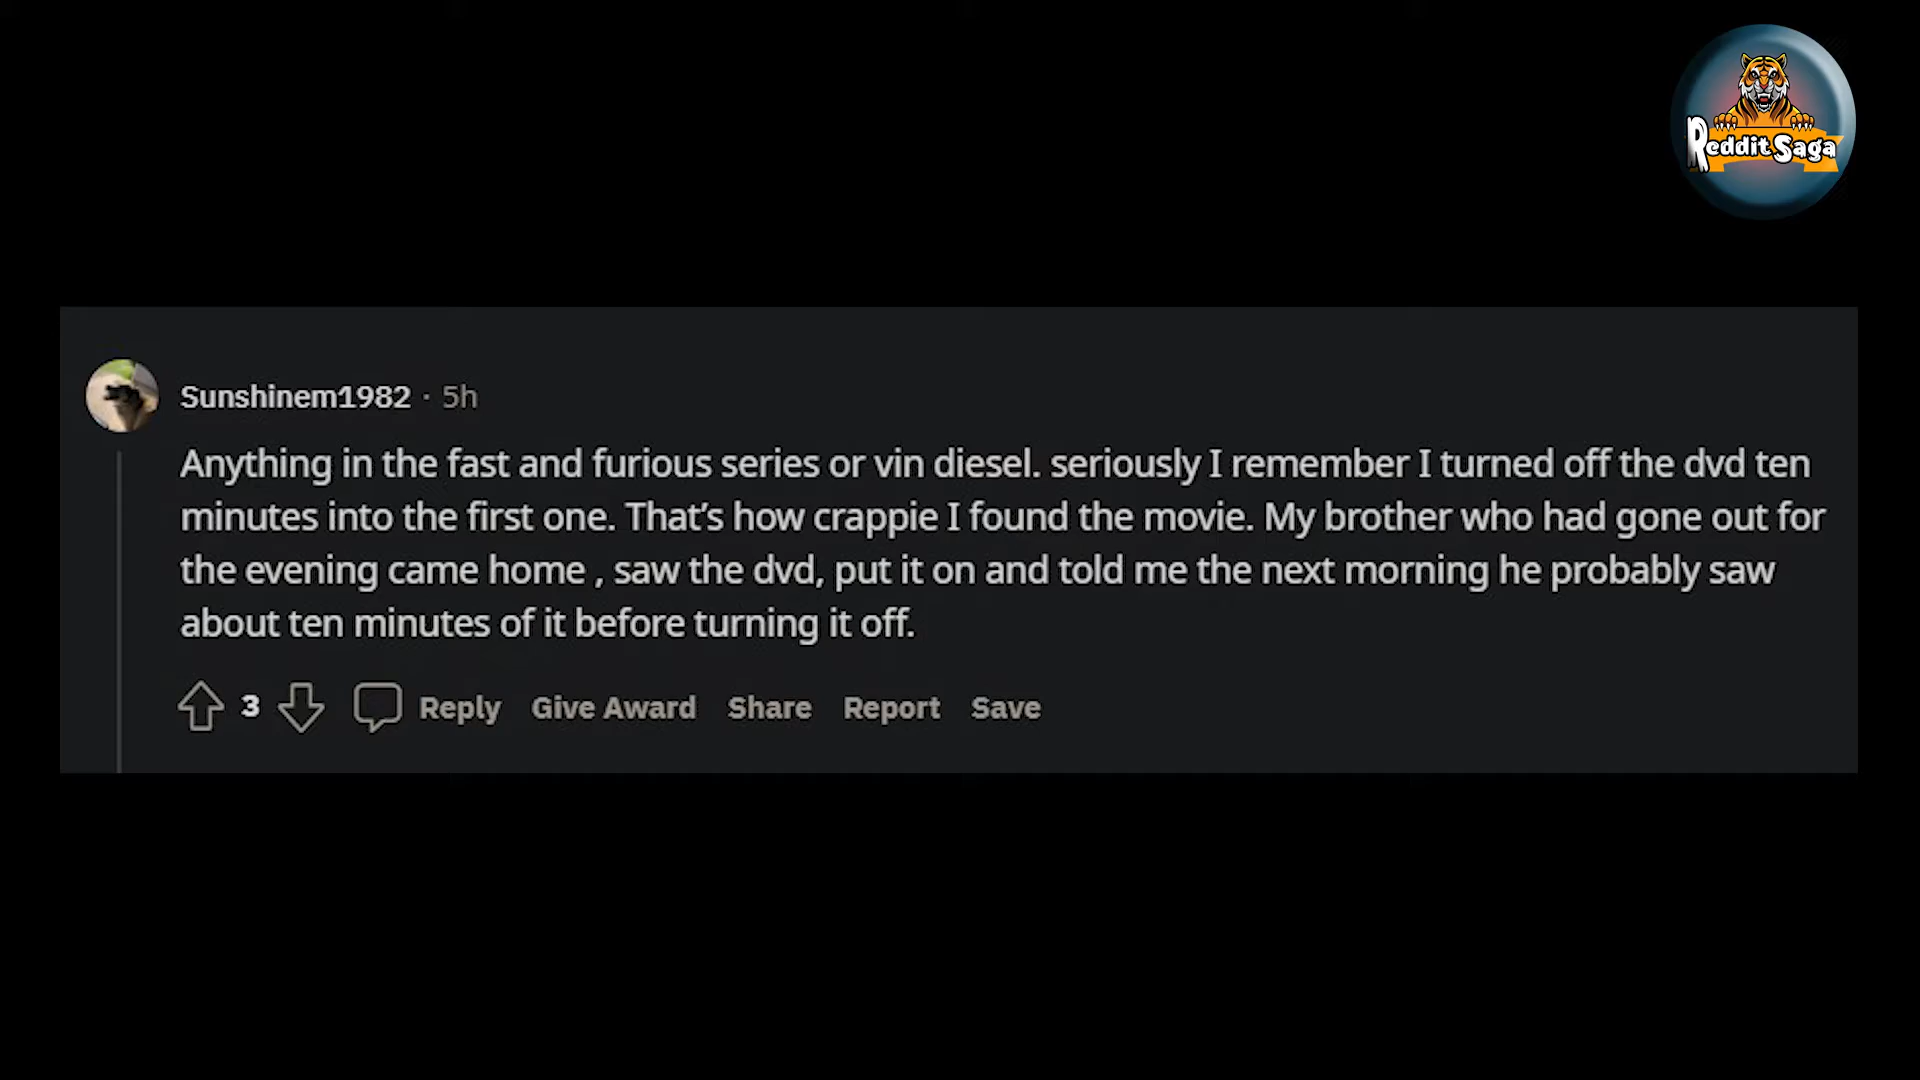 Reddit Saga
Sunshinem1982 · 5h
Anything in the fast and furious series or vin diesel. seriously I remember I turned off the dvd ten
minutes into the first one. That’s how crappie I found the movie. My brother who had gone out for
the evening came home , saw the dvd, put it on and told me the next morning he probably saw
about ten minutes of it before turning it off.
3 Reply Give Award Share Report Save